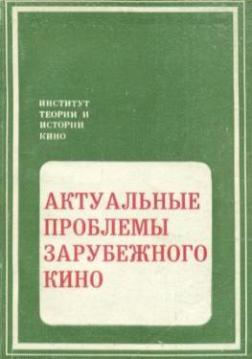 ИНСТИТУТ
ТЕОРИИ И
ИСТОРИИ
КИНО
АКТУАЛЬНЫЕ
ПРОБЛЕМЫ
ЗАРУБЕЖНОГО
КИНО